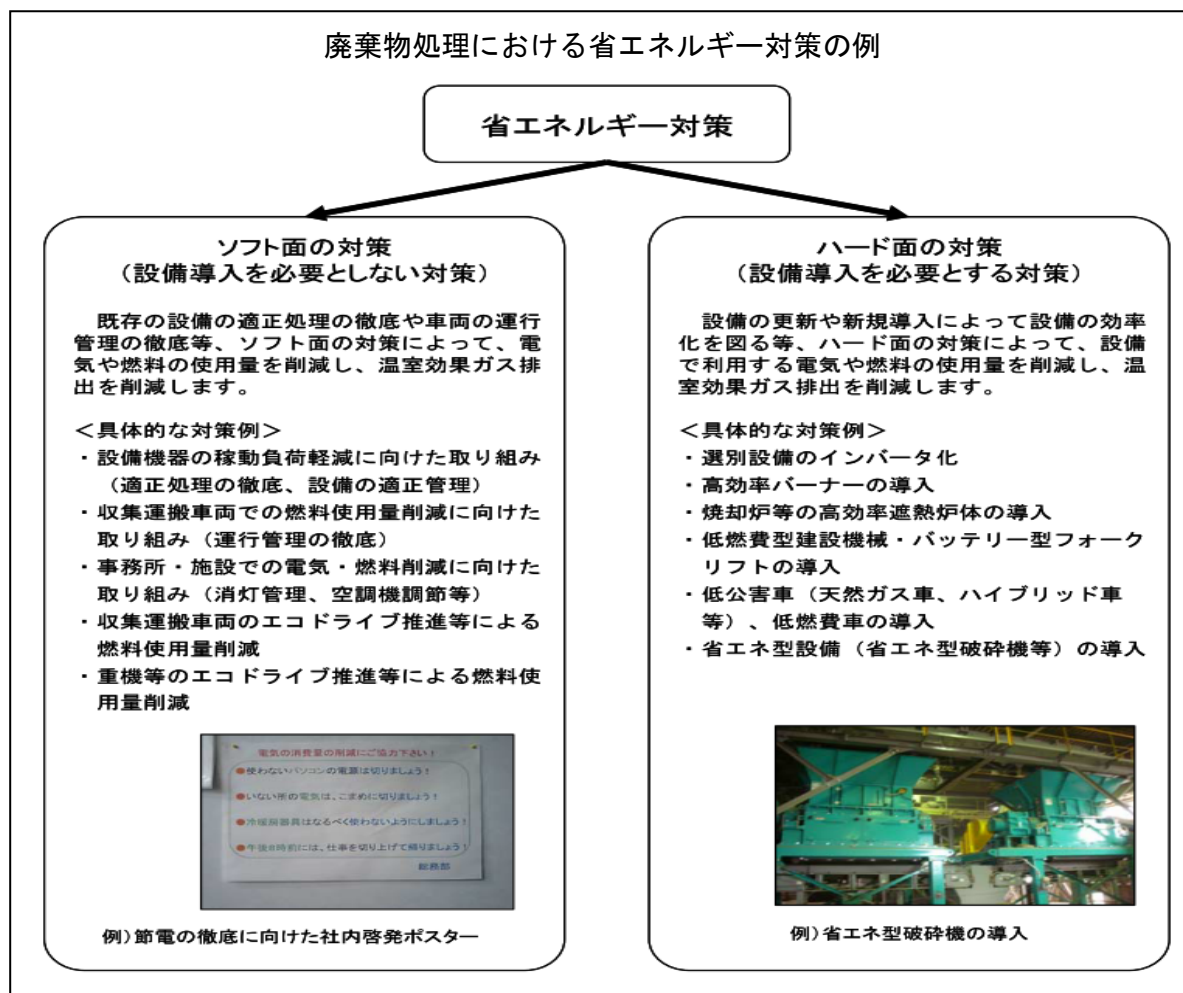 廃棄物処理における省エネルギー対策の例
省エネルギー対策
ソフト面の対策
（設備導入を必要としない対策）
既存の設備の適正処理の徹底や車両の運行
管理の徹底等、ソフト面の対策によって、電
気や燃料の使用量を削減し、温室効果ガス排
出を削減します。
＜具体的な対策例＞
・設備機器の稼動負荷軽減に向けた取り組み
（適正処理の徹底、設備の適正管理）
・収集運搬車両での燃料使用量削減に向けた
取り組み（運行管理の徹底）
・事務所・施設での電気・燃料削減に向けた
取り組み（消灯管理、空調機調節等）
・収集運搬車両のエコドライブ推進等による
燃料使用量削減
・重機等のエコドライブ推進等による燃料使
用量削減
電気の消費量の削減にご協力下さい！
●使わないパソコンの電源は切りましょう！
●いない所の電気は、こまめに切りましょう！
●冷暖房器具はなるべく使わないようにしましょう！
●午後8時前には、仕事を切り上げて帰りましょう！
総務部
例）節電の徹底に向けた社内啓発ポスター
ハード面の対策
（設備導入を必要とする対策）
設備の更新や新規導入によって設備の効率
化を図る等、ハード面の対策によって、設備
で利用する電気や燃料の使用量を削減し、温
室効果ガス排出を削減します。
＜具体的な対策例＞
・選別設備のインバータ化
・高効率バーナーの導入
・焼却炉等の高効率遮熱炉体の導入
・低燃費型建設機械・バッテリー型フォーク
リフトの導入
・低公害車（天然ガス車、ハイブリッド車
等）、低燃費車の導入
・省エネ型設備（省エネ型破砕機等）の導入
例）省エネ型破砕機の導入